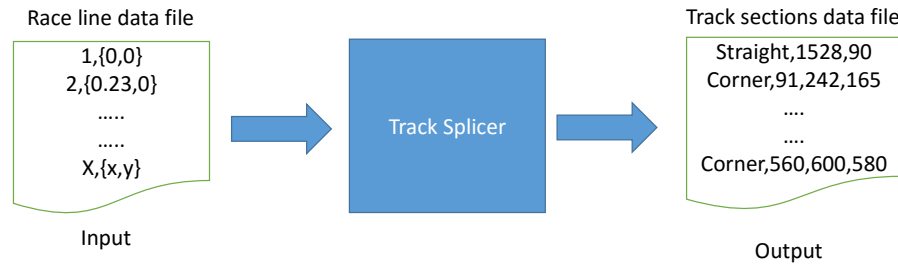 Race line data file
1,{0,0}
2,{0.23,0}
.....
.....
X,{x,y}
Input
Track Splicer
Track sections data file
Straight,1528,90
Corner,91,242,165
....
....
Corner,560,600,580
Output